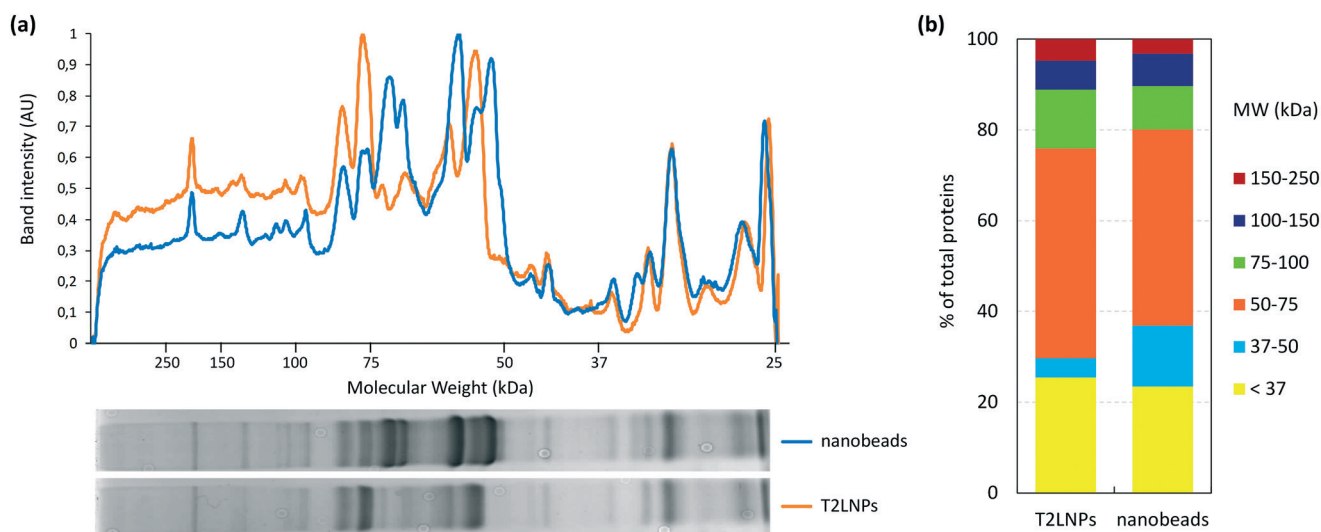 (a)
1
0,9
0,8
0,7
0,6
0,5
0,4
0,3
0,2
0,1
0
Band intensity (AU)
250 150 100 75 50 37 25
Molecular Weight (kDa)
nanobeads
T2LNPs
(b)
100
80
60
40
20
0
% of total proteins
T2LNPs nanobeads
MW (kDa)
150-250
100-150
75-100
50-75
37-50
< 37